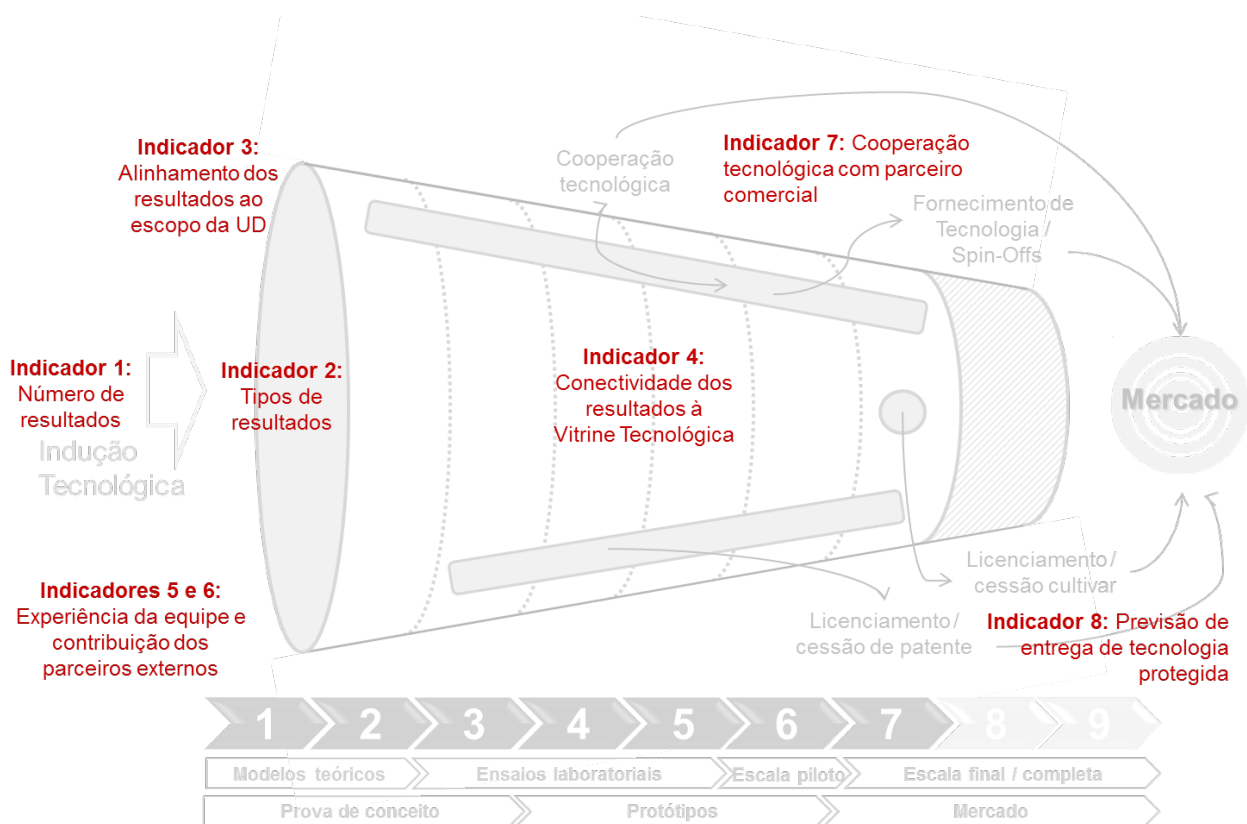 Indicador 3:
Alinhamento dos
resultados ao
escopo da UD
Cooperação
tecnológica
Indicador 7: Cooperação
tecnológica com parceiro
comercial
Fornecimento de
Tecnologia /
Spin-Offs
Indicador 1:
Número de
resultados
Indução
Tecnológica
Indicador 2:
Tipos de
resultados
Indicador 4:
Conectividade dos
resultados à
Vitrine Tecnológica
Mercado
Indicadores 5 e 6:
Experiência da equipe e
contribuição dos
parceiros externos
Licenciamento /
cessão cultivar
Licenciamento /
cessão de patente
Indicador 8: Previsão de
entrega de tecnologia
protegida
1 2 3 4 5 6 7 8 9
Modelos teóricos Ensaios laboratoriais Escala piloto Escala final / completa
Prova de conceito Protótipos Mercado